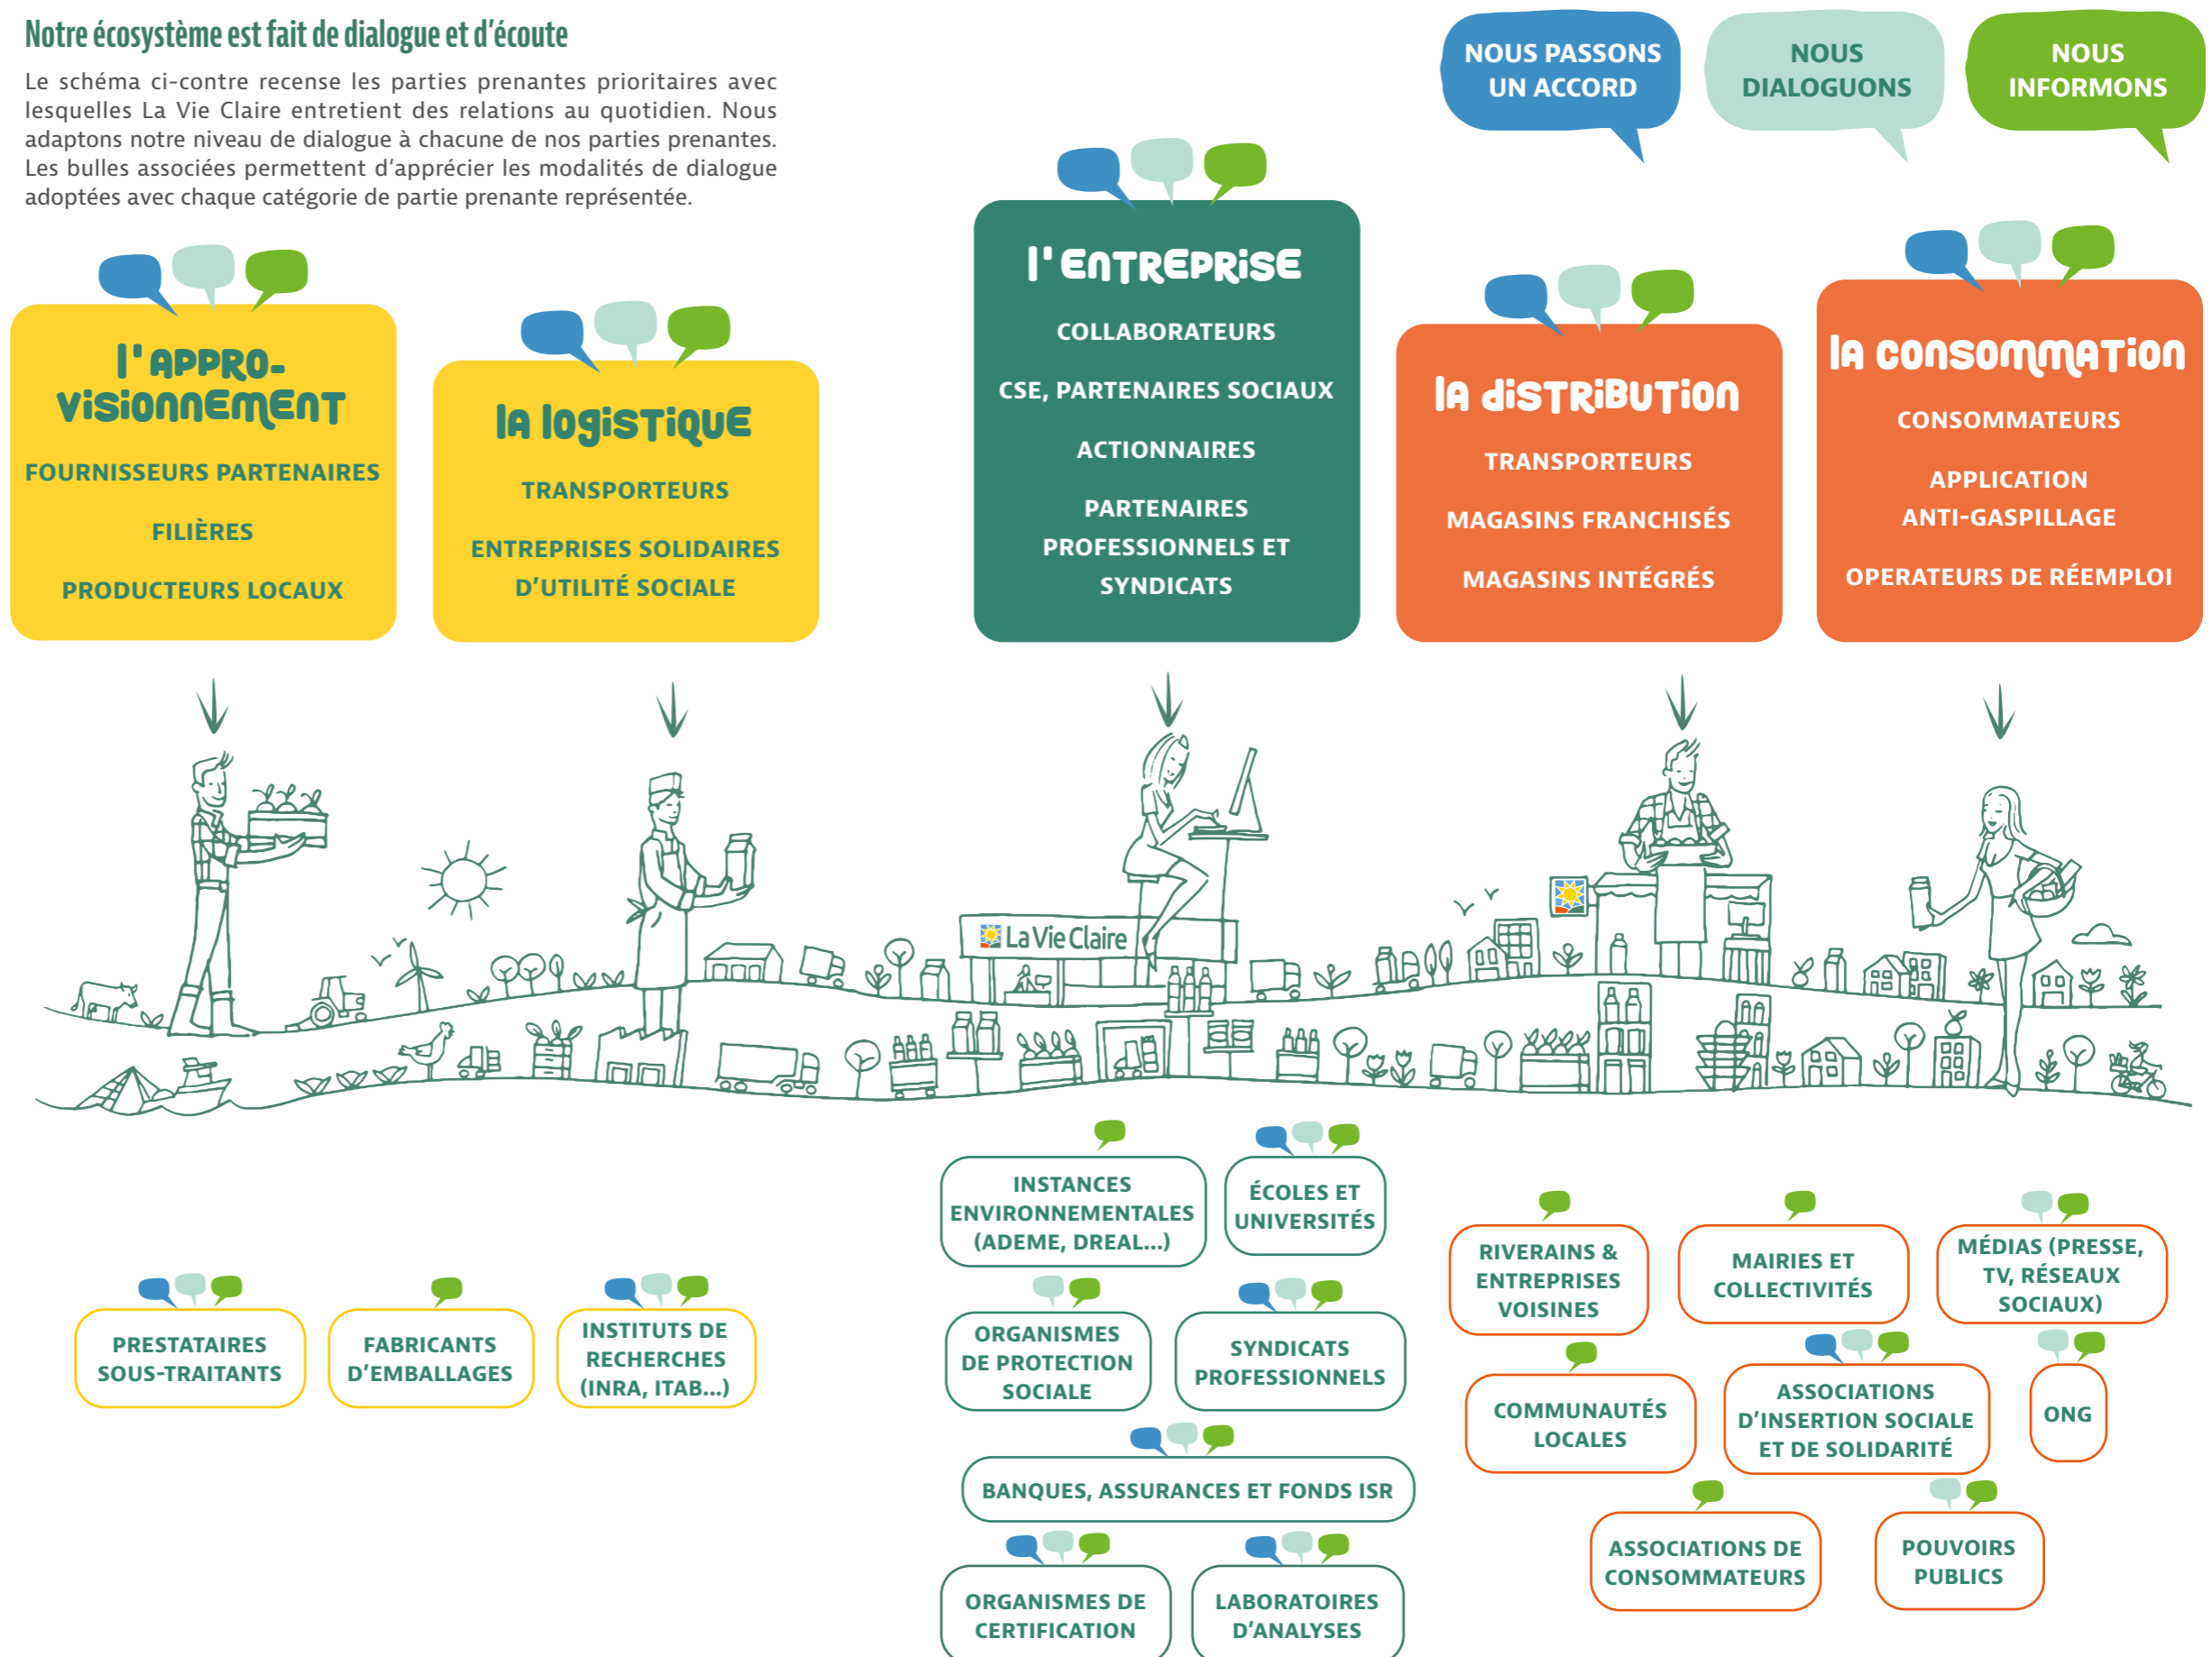 Notre écosystème est fait de dialogue et d'écoute
Le schéma ci-contre recense les parties prenantes prioritaires avec
lesquelles La Vie Claire entretient des relations au quotidien. Nous
adaptons notre niveau de dialogue à chacune de nos parties prenantes.
Les bulles associées permettent d'apprécier les modalités de dialogue
adoptées avec chaque catégorie de partie prenante représentée.
NOUS PASSONS
UN ACCORD
NOUS
DIALOGUONS
NOUS
INFORMONS
l'APPRO-
VISIONNEMENT
FOURNISSEURS PARTENAIRES
FILIÈRES
PRODUCTEURS LOCAUX
la logistique
TRANSPORTEURS
ENTREPRISES SOLIDAIRES
D'UTILITÉ SOCIALE
l'ENTREPRISE
COLLABORATEURS
CSE, PARTENAIRES SOCIAUX
ACTIONNAIRES
PARTENAIRES
PROFESSIONNELS ET
SYNDICATS
la distribution
TRANSPORTEURS
MAGASINS FRANCHISÉS
MAGASINS INTÉGRÉS
la consommation
CONSOMMATEURS
APPLICATION
ANTI-GASPILLAGE
OPERATEURS DE RÉEMPLOI
La Vie Claire
PRESTATAIRES
SOUS-TRAITANTS
FABRICANTS
D'EMBALLAGES
INSTITUTS DE
RECHERCHES
(INRA, ITAB...)
INSTANCES
ENVIRONNEMENTALES
(ADEME, DREAL...)
ÉCOLES ET
UNIVERSITÉS
ORGANISMES
DE PROTECTION
SOCIALE
SYNDICATS
PROFESSIONNELS
BANQUES, ASSURANCES ET FONDS ISR
ORGANISMES DE
CERTIFICATION
LABORATOIRES
D'ANALYSES
RIVERAINS &
ENTREPRISES
VOISINES
MAIRIES ET
COLLECTIVITÉS
MÉDIAS (PRESSE,
TV, RÉSEAUX
SOCIAUX)
COMMUNAUTÉS
LOCALES
ASSOCIATIONS
D'INSERTION SOCIALE
ET DE SOLIDARITÉ
ONG
ASSOCIATIONS DE
CONSOMMATEURS
POUVOIRS
PUBLICS